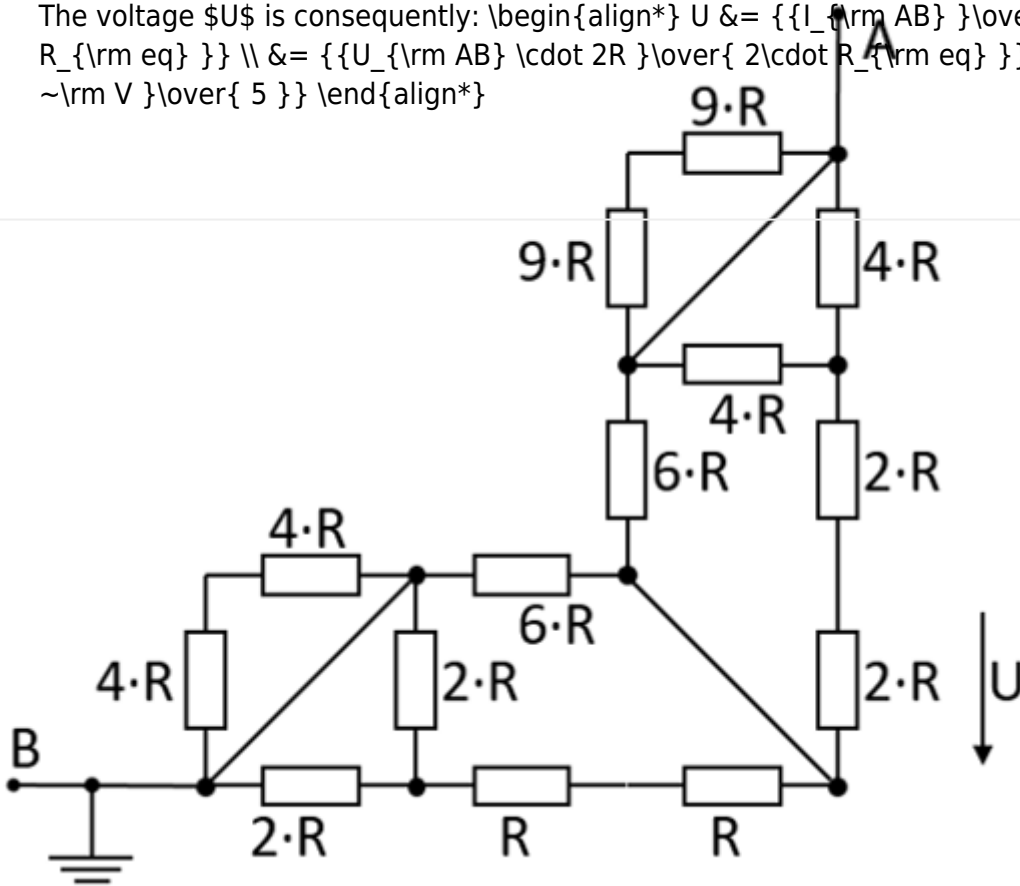 The voltage $U$ is consequently: \begin{align*} U &= {{I_{\rm AB} }\ove
R_{\rm eq} }} \\ &= {{U_{\rm AB} \cdot 2R }\over{ 2\cdot R_{\rm eq} }}
~\rm V }\over{ 5 }} \end{align*}
A
9·R
9·R
4·R
4·R
6·R
2·R
4·R
6·R
4·R
2·R
2·R
U
B
2·R
R
R